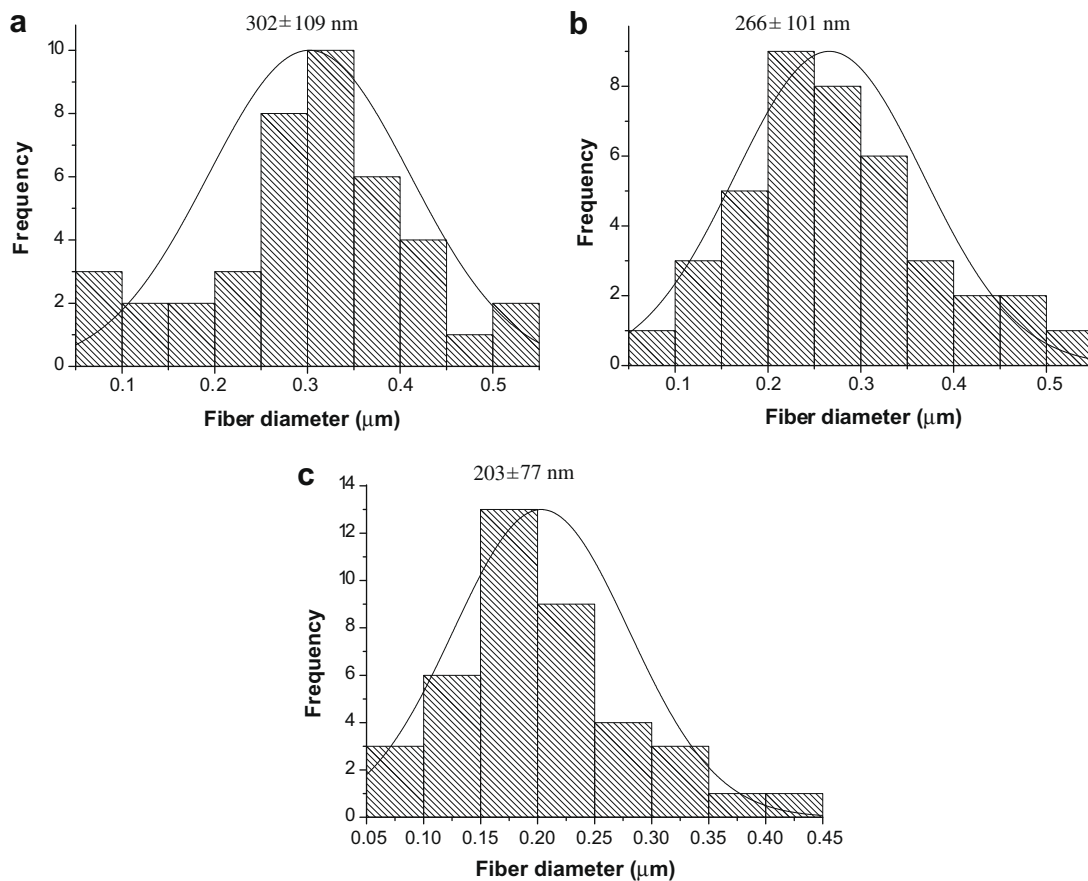 a
302±109 nm
10
8
6
4
2
0
Frequency
0.1 0.2 0.3 0.4 0.5
Fiber diameter (μm)
b
266± 101 nm
8
6
4
2
0
Frequency
0.1 0.2 0.3 0.4 0.5
Fiber diameter (μm)
c
203±77 nm
14
12
10
8
6
4
2
0
Frequency
0.05 0.10 0.15 0.20 0.25 0.30 0.35 0.40 0.45
Fiber diameter (μm)